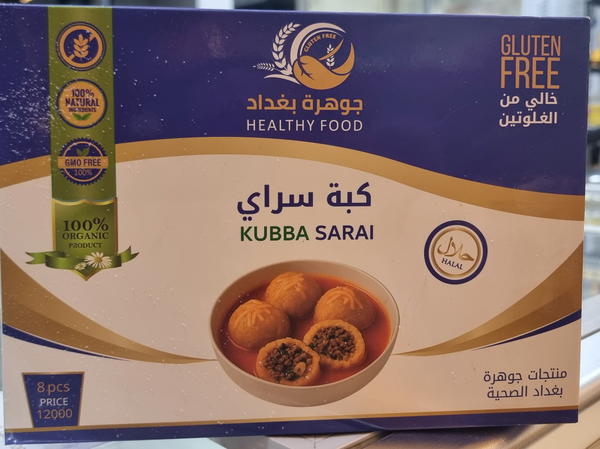 GLUTEN FREE
جوهرة بغداد
HEALTHY FOOD
GLUTEN
FREE
خالي من
الغلوتين
100%
NATURAL
INGREDIENTS
GMO FREE
100%
100%
ORGANIC
PRODUCT
كبة سراي
KUBBA SARAI
حلال
HALAL
8 pcs
PRICE
12000
منتجات جوهرة
بغداد الصحية